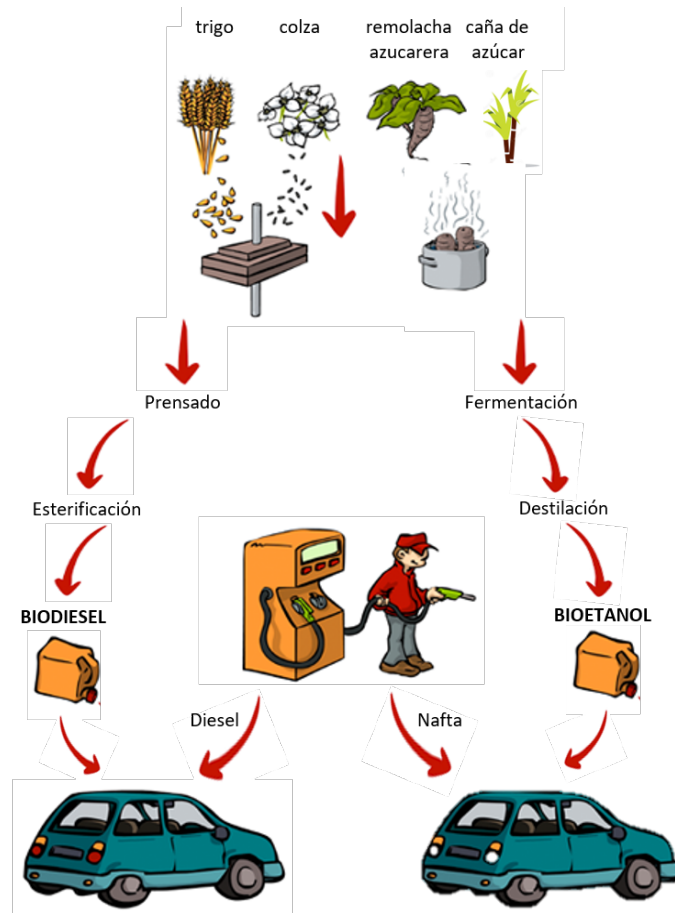 trigo
colza
remolacha
azucarera
caña de
azúcar
Prensado
Fermentación
Esterificación
Destilación
BIODIESEL
BIOETANOL
Diesel
Nafta